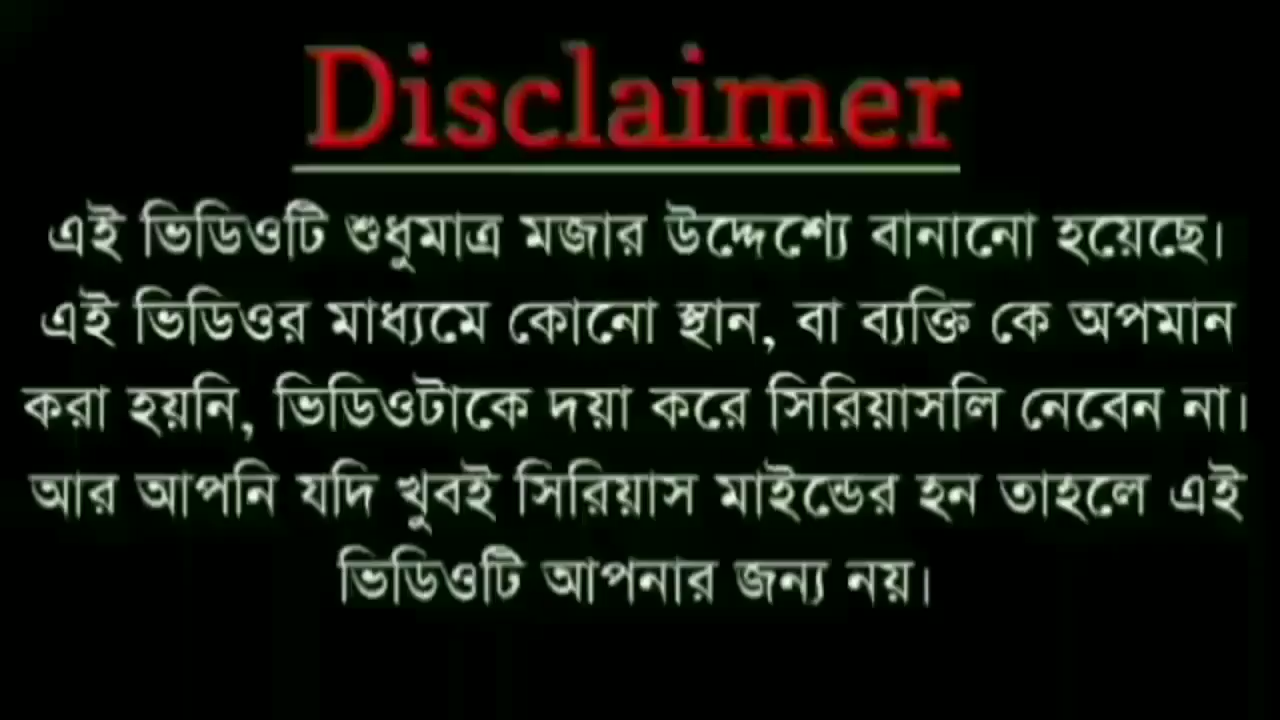 Disclaimer
এই ভিডিওটি শুধুমাত্র মজার উদ্দেশ্যে বানানো হয়েছে।
এই ভিডিওর মাধ্যমে কোনো স্থান, বা ব্যক্তি কে অপমান
করা হয়নি, ভিডিওটাকে দয়া করে সিরিয়াসলি নেবেন না।
আর আপনি যদি খুবই সিরিয়াস মাইন্ডের হন তাহলে এই
ভিডিওটি আপনার জন্য নয়।